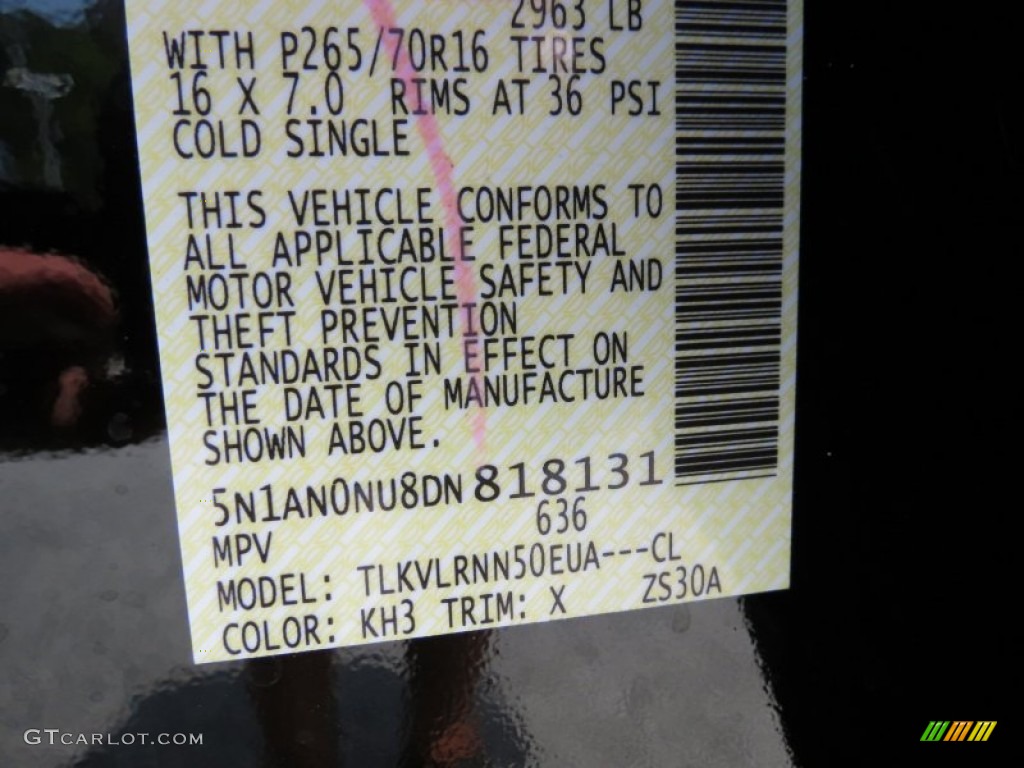 2963 LB
WITH P265/70R16 TIRES
16 X 7.0 RIMS AT 36 PSI
COLD SINGLE
THIS VEHICLE CONFORMS TO
ALL APPLICABLE FEDERAL
MOTOR VEHICLE SAFETY AND
THEFT PREVENTION
STANDARDS IN EFFECT ON
THE DATE OF MANUFACTURE
SHOWN ABOVE.
5N1AN0NU8DN818131
636
MPV
MODEL: TLKVLRNN50EUA---CL
COLOR: KH3 TRIM: X ZS30A
GTCARLOT.COM